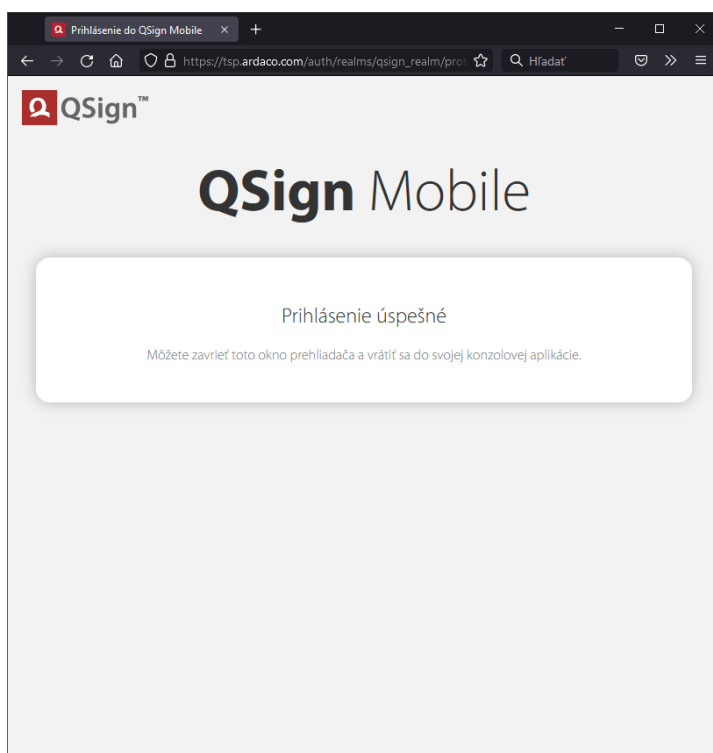 Prihlásenie do QSign Mobile
https://tsp.ardaco.com/auth/realms/qsign_realm/pro
Hľadať
QSign™
QSign Mobile
Prihlásenie úspešné
Môžete zavrieť toto okno prehliadača a vrátiť sa do svojej konzolovej aplikácie.